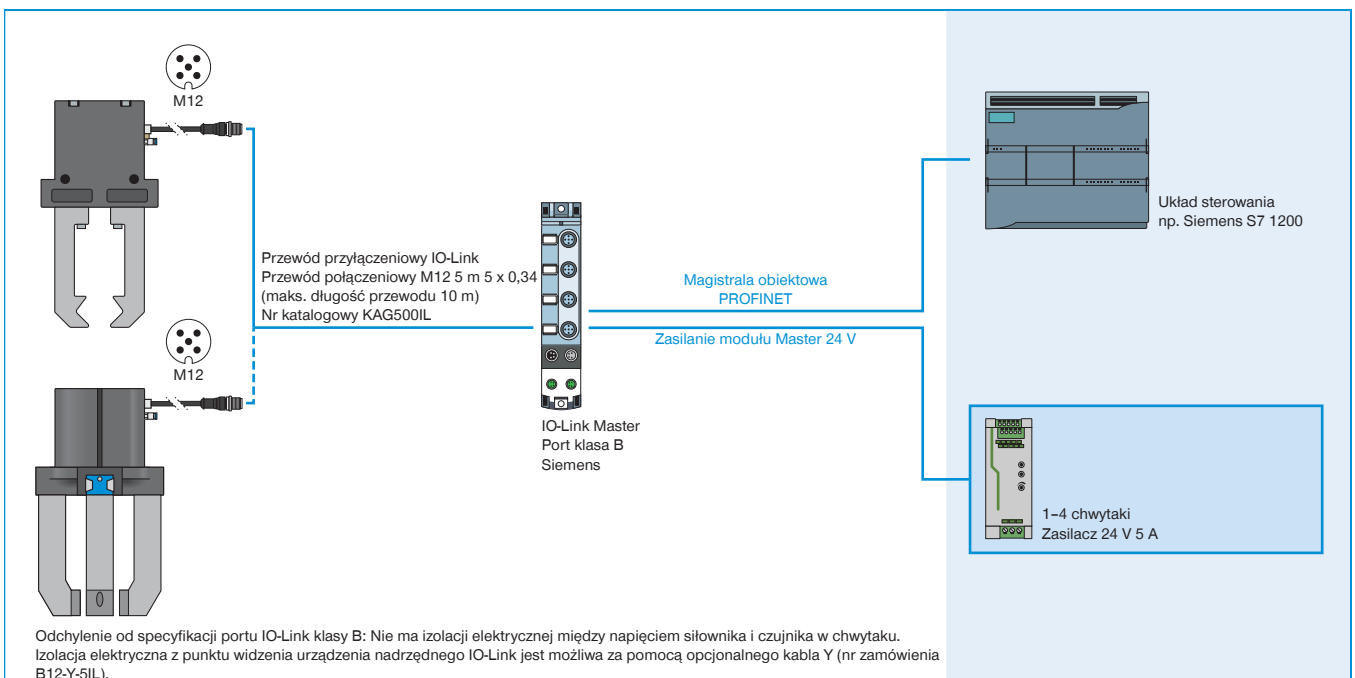 M12
Przewód przyłączeniowy IO-Link
Przewód połączeniowy M12 5 m 5 x 0,34
(maks. długość przewodu 10 m)
Nr katalogowy KAG500IL
M12
IO-Link Master
Port klasa B
Siemens
Magistrala obiektowa
PROFINET
Zasilanie modułu Master 24 V
Układ sterowania
np. Siemens S7 1200
1–4 chwytaki
Zasilacz 24 V 5 A
Odchylenie od specyfikacji portu IO-Link klasy B: Nie ma izolacji elektrycznej między napięciem siłownika i czujnika w chwytaku.
Izolacja elektryczna z punktu widzenia urządzenia nadrzędnego IO-Link jest możliwa za pomocą opcjonalnego kabla Y (nr zamówienia
B12-Y-5IL).